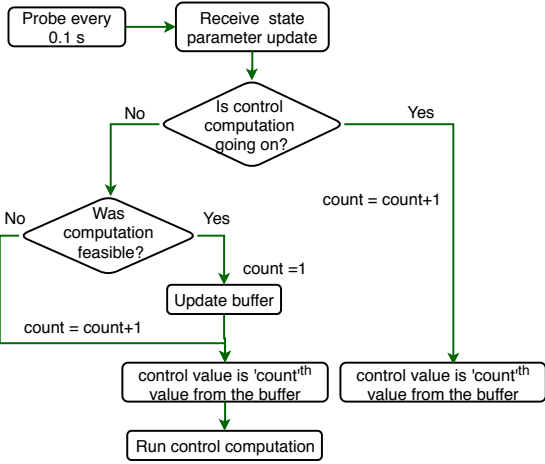 Probe every
0.1 s
Receive state
parameter update
Is control
computation
going on?
No
Yes
count = count+1
No
Was
computation
feasible?
Yes
count =1
Update buffer
count = count+1
control value is 'count'th
value from the buffer
control value is 'count'th
value from the buffer
Run control computation